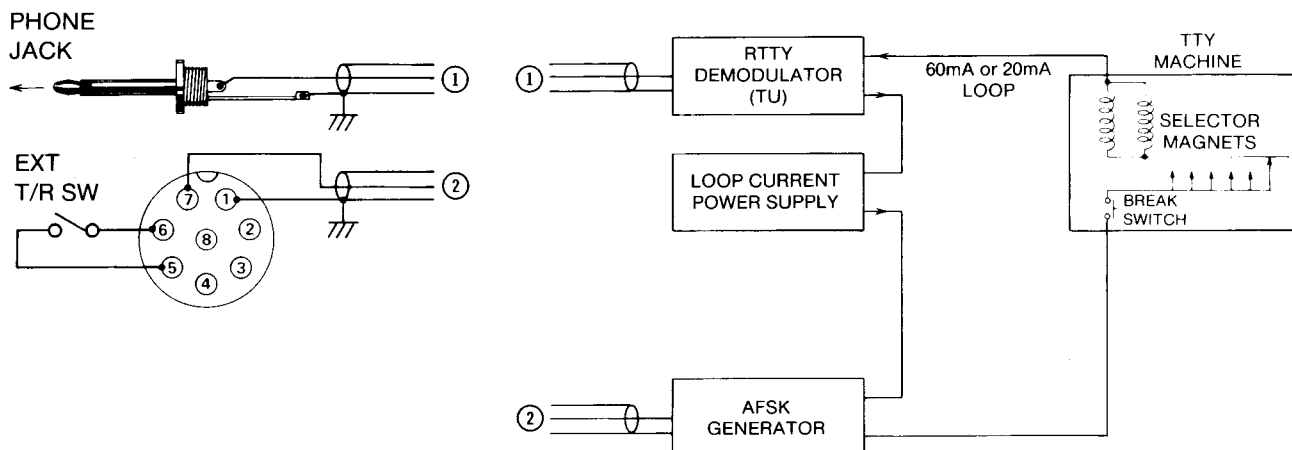 PHONE
JACK
①
EXT
T/R SW
⑦
①
②
⑥
⑧
②
⑤
③
④
①
RTTY
DEMODULATOR
(TU)
60mA or 20mA
LOOP
TTY
MACHINE
SELECTOR
MAGNETS
LOOP CURRENT
POWER SUPPLY
BREAK
SWITCH
②
AFSK
GENERATOR